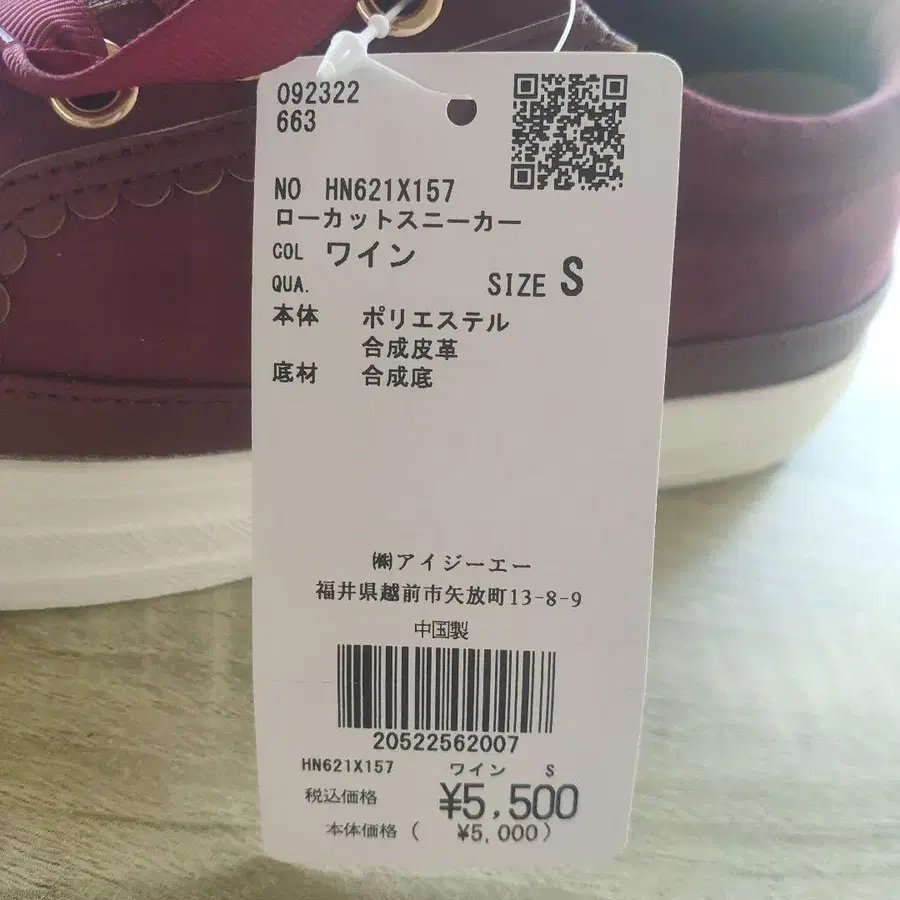 092322
663
NO HN621X157
ローカットスニーカー
COL ワイン
QUA. SIZE S
本体 ポリエステル
合成皮革
底材 合成底
㈱アイジーエー
福井県越前市矢放町13-8-9
中国製
20522562007
HN621X157 ワイン S
税込価格 ¥5,500
本体価格( ¥5,000)